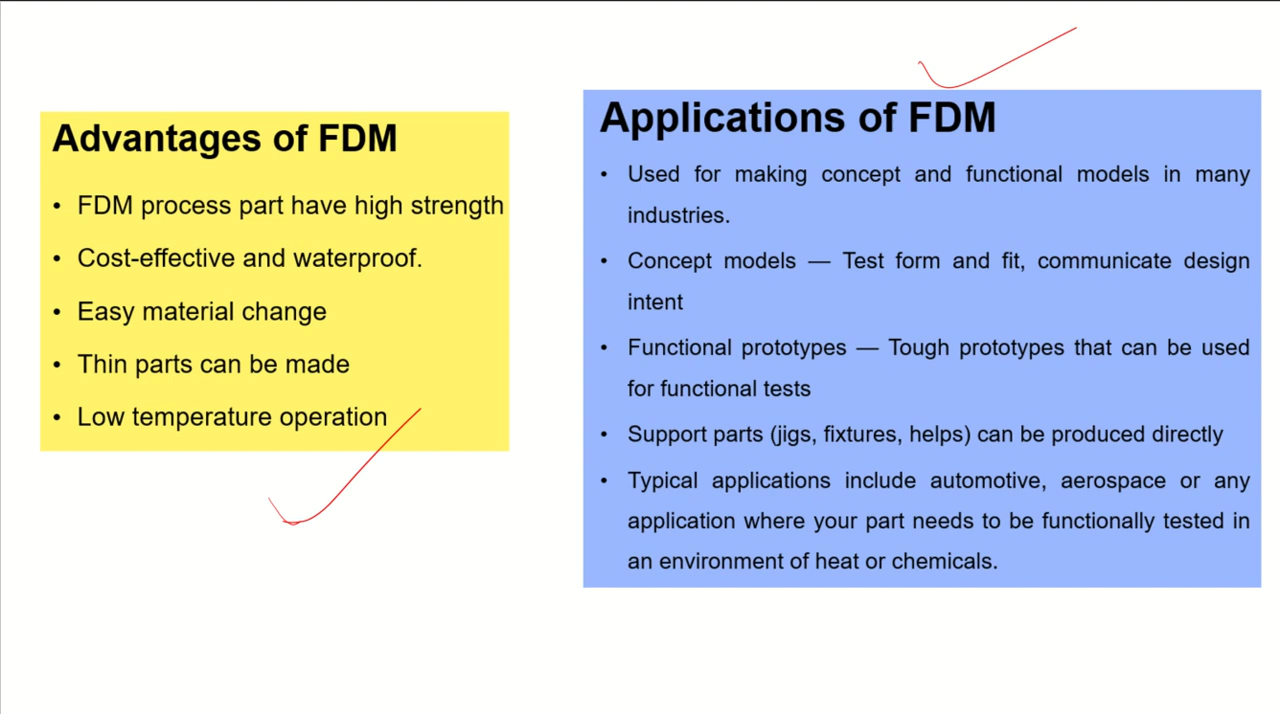 Advantages of FDM
• FDM process part have high strength
• Cost-effective and waterproof.
• Easy material change
• Thin parts can be made
• Low temperature operation
Applications of FDM
• Used for making concept and functional models in many
industries.
• Concept models — Test form and fit, communicate design
intent
• Functional prototypes — Tough prototypes that can be used
for functional tests
• Support parts (jigs, fixtures, helps) can be produced directly
• Typical applications include automotive, aerospace or any
application where your part needs to be functionally tested in
an environment of heat or chemicals.